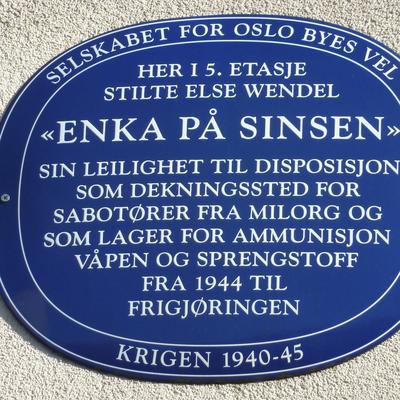 SELSKABET FOR OSLO BYES VEL
HER I 5. ETASJE
STILTE ELSE WENDEL
«ENKA PÅ SINSEN»
SIN LEILIGHET TIL DISPOSISJON
SOM DEKNINGSSTED FOR
SABOTØRER FRA MILORG OG
SOM LAGER FOR AMMUNISJON
VÅPEN OG SPRENGSTOFF
FRA 1944 TIL
FRIGJØRINGEN
KRIGEN 1940-45